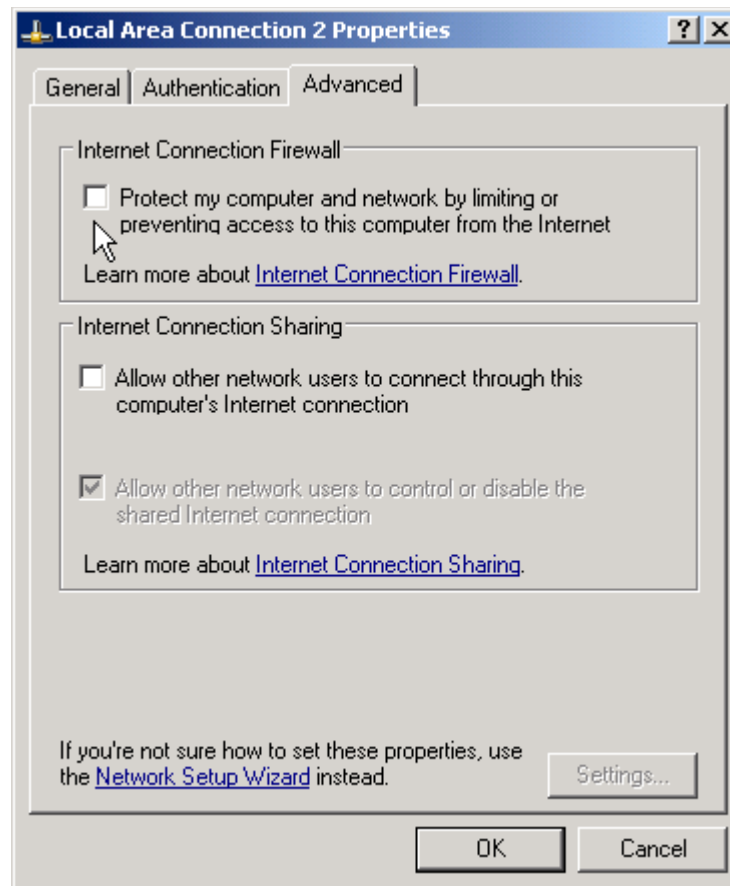 Local Area Connection 2 Properties
? X
General Authentication Advanced
Internet Connection Firewall
Protect my computer and network by limiting or
preventing access to this computer from the Internet
Learn more about Internet Connection Firewall.
Internet Connection Sharing
Allow other network users to connect through this
computer's Internet connection
Allow other network users to control or disable the
shared Internet connection
Learn more about Internet Connection Sharing.
If you're not sure how to set these properties, use
the Network Setup Wizard instead.
Settings...
OK Cancel